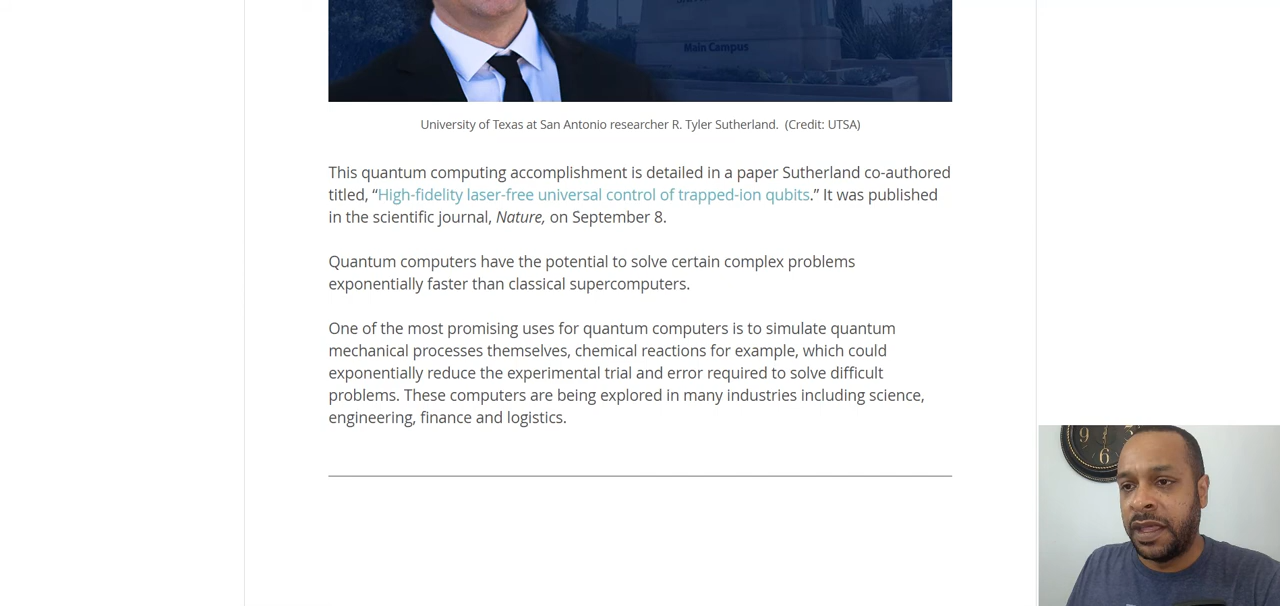 Main Campus
University of Texas at San Antonio researcher R. Tyler Sutherland.  (Credit: UTSA)
This quantum computing accomplishment is detailed in a paper Sutherland co-authored
titled, “High-fidelity laser-free universal control of trapped-ion qubits.” It was published
in the scientific journal, Nature, on September 8.
Quantum computers have the potential to solve certain complex problems
exponentially faster than classical supercomputers.
One of the most promising uses for quantum computers is to simulate quantum
mechanical processes themselves, chemical reactions for example, which could
exponentially reduce the experimental trial and error required to solve difficult
problems. These computers are being explored in many industries including science,
engineering, finance and logistics.
9
6